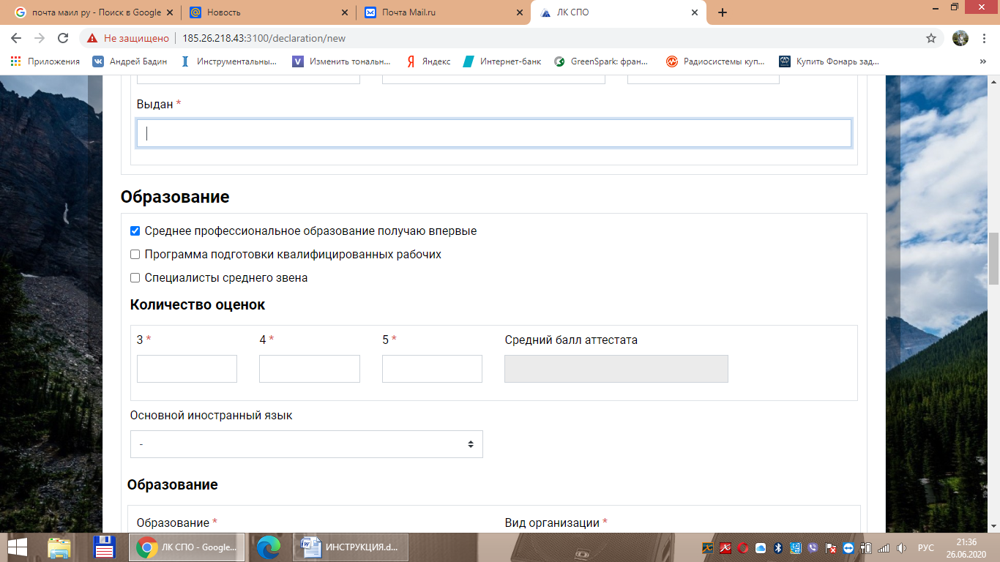 почта маил ру - Поиск в Google
Новость
Почта Mail.ru
ЛК СПО
Не защищено
185.26.218.43:3100/declaration/new
Приложения
Андрей Бадин
Инструментальны...
Изменить тональн...
Яндекс
Интернет-банк
GreenSpark: фран...
Радиосистемы куп...
Купить Фонарь зад...
»
Выдан *
Образование
Среднее профессиональное образование получаю впервые
Программа подготовки квалифицированных рабочих
Специалисты среднего звена
Количество оценок
3 *
4 *
5 *
Средний балл аттестата
Основной иностранный язык
-
Образование
Образование *
Вид организации *
ЛК СПО - Google...
ИНСТРУКЦИЯ.d...
РУС
21:36
26.06.2020